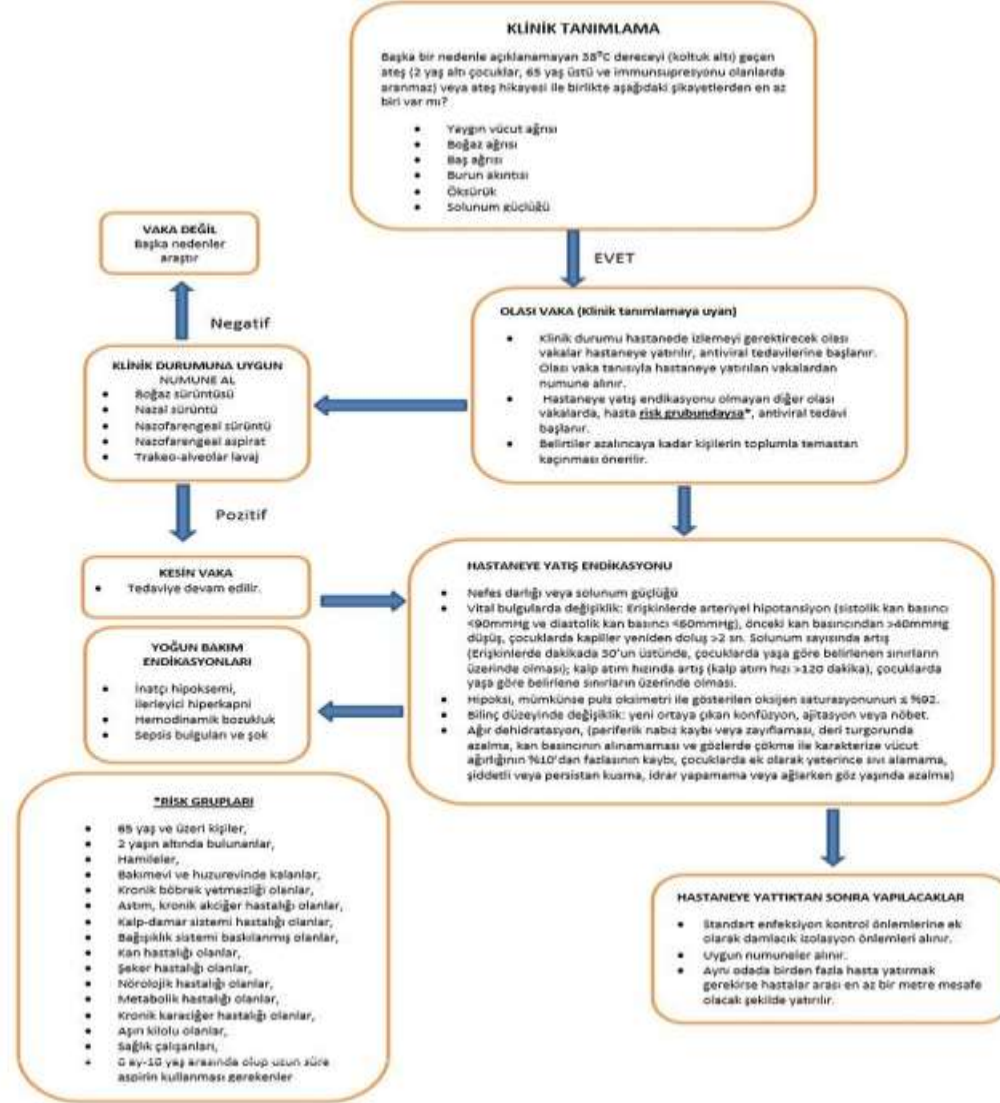 KLİNİK TANIMLAMA
Başka bir nedenle açıklanamayan 38°C dereceyi (koltuk altı) geçen
ateş (2 yaş altı çocuklar, 65 yaş üstü ve immunsupresyonu olanlarda
aranmaz) veya ateş hikayesi ile birlikte aşağıdaki şikayetlerden en az
biri var mı?
• Yaygın vücut ağrısı
• Boğaz ağrısı
• Baş ağrısı
• Burun akıntısı
• Öksürük
• Solunum güçlüğü
EVET
OLASI VAKA (Klinik tanımlamaya uyan)
• Klinik durumu hastanede izlemeyi gerektirecek olası
vakalar hastaneye yatırılır, antiviral tedavilerine başlanır.
Olası vaka tanısıyla hastaneye yatırılan vakalardan
numune alınır.
• Hastaneye yatış endikasyonu olmayan diğer olası
vakalarda, hasta risk grubundaysa*, antiviral tedavi
başlanır.
• Belirtiler azalıncaya kadar kişilerin toplumla temastan
kaçınması önerilir.
VAKA DEĞİL
Başka nedenler
araştır
Negatif
KLİNİK DURUMUNA UYGUN
NUMUNE AL
• Boğaz sürüntüsü
• Nazal sürüntü
• Nazofarengeal sürüntü
• Nazofarengeal aspirat
• Trakeo-alveolar lavaj
Pozitif
KESİN VAKA
• Tedaviye devam edilir.
HASTANEYE YATIŞ ENDİKASYONU
• Nefes darlığı veya solunum güçlüğü
• Vital bulgularda değişiklik: Erişkinlerde arteriyel hipotansiyon (sistolik kan basıncı
<90mmHg ve diastolik kan basıncı <60mmHg), önceki kan basıncından >40mmHg
düşüş, çocuklarda kapiller yeniden doluş >2 sn. Solunum sayısında artış
(Erişkinlerde dakikada 30'un üstünde, çocuklarda yaşa göre belirlenen sınırların
üzerinde olması); kalp atım hızında artış (kalp atım hızı >120 dakika), çocuklarda
yaşa göre belirlene sınırların üzerinde olması.
• Hipoksi, mümkünse puls oksimetri ile gösterilen oksijen saturasyonunun ≤ %92.
• Bilinç düzeyinde değişiklik: yeni ortaya çıkan konfüzyon, ajitasyon veya nöbet.
• Ağır dehidratasyon, (periferik nabız kaybı veya zayıflaması, deri turgorunda
azalma, kan basıncının alınamaması ve gözlerde çökme ile karakterize vücut
ağırlığının %10'dan fazlasının kaybı, çocuklarda ek olarak yeterince sıvı alamama,
şiddetli veya persistan kusma, idrar yapamama veya ağlarken göz yaşında azalma)
YOĞUN BAKIM
ENDİKASYONLARI
• İnatçı hipoksemi,
ilerleyici hiperkapni
• Hemodinamik bozukluk
• Sepsis bulguları ve şok
*RİSK GRUPLARI
• 65 yaş ve üzeri kişiler,
• 2 yaşın altında bulunanlar,
• Hamileler,
• Bakımevi ve huzurevinde kalanlar,
• Kronik böbrek yetmezliği olanlar,
• Astım, kronik akciğer hastalığı olanlar,
• Kalp-damar sistemi hastalığı olanlar,
• Bağışıklık sistemi baskılanmış olanlar,
• Kan hastalığı olanlar,
• Şeker hastalığı olanlar,
• Nörolojik hastalığı olanlar,
• Metabolik hastalığı olanlar,
• Kronik karaciğer hastalığı olanlar,
• Aşırı kilolu olanlar,
• Sağlık çalışanları,
• 6 ay-18 yaş arasında olup uzun süre
aspirin kullanması gerekenler
HASTANEYE YATTIKTAN SONRA YAPILACAKLAR
• Standart enfeksiyon kontrol önlemlerine ek
olarak damlacık izolasyon önlemleri alınır.
• Uygun numuneler alınır.
• Ayni odada birden fazla hasta yatırmak
gerekirse hastalar arası en az bir metre mesafe
olacak şekilde yatırılır.